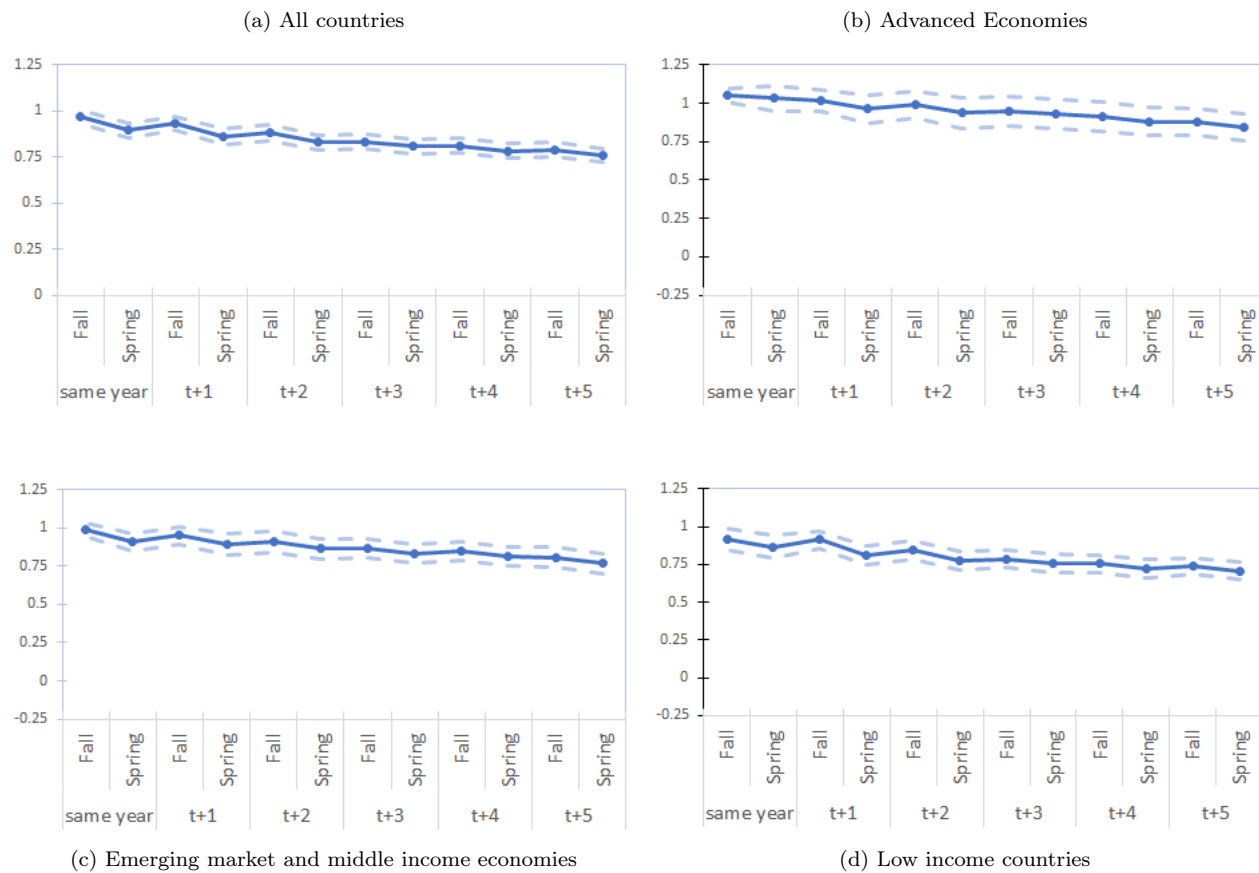 (a) All countries
1.25
1
0.75
0.5
0.25
0
Fall Spring Fall Spring Fall Spring Fall Spring Fall Spring Fall Spring
same year t+1 t+2 t+3 t+4 t+5
(b) Advanced Economies
1.25
1
0.75
0.5
0.25
0
-0.25
Fall Spring Fall Spring Fall Spring Fall Spring Fall Spring Fall Spring
same year t+1 t+2 t+3 t+4 t+5
1.25
1
0.75
0.5
0.25
0
-0.25
Fall Spring Fall Spring Fall Spring Fall Spring Fall Spring Fall Spring
same year t+1 t+2 t+3 t+4 t+5
(c) Emerging market and middle income economies
1.25
1
0.75
0.5
0.25
0
-0.25
Fall Spring Fall Spring Fall Spring Fall Spring Fall Spring Fall Spring
same year t+1 t+2 t+3 t+4 t+5
(d) Low income countries